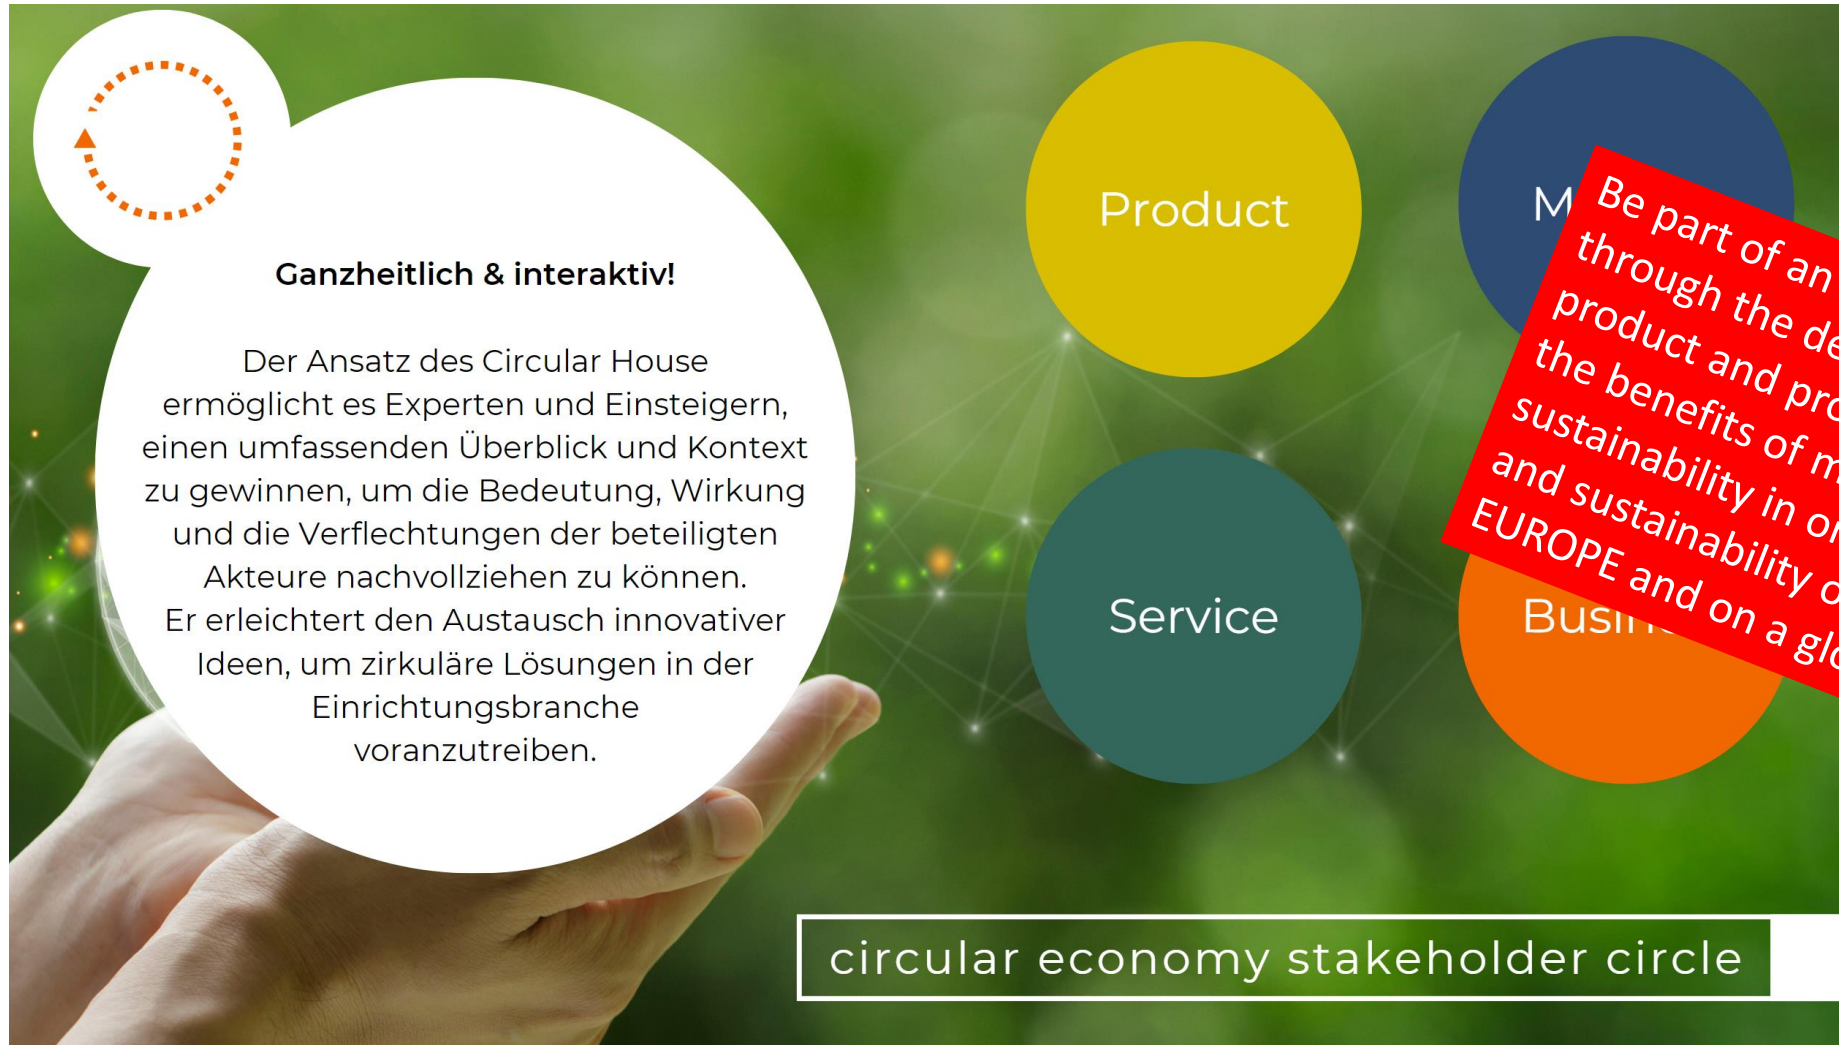 Ganzheitlich & interaktiv!
Der Ansatz des Circular House
ermöglicht es Experten und Einsteigern,
einen umfassenden Überblick und Kontext
zu gewinnen, um die Bedeutung, Wirkung
und die Verflechtungen der beteiligten
Akteure nachvollziehen zu können.
Er erleichtert den Austausch innovativer
Ideen, um zirkuläre Lösungen in der
Einrichtungsbranche
voranzutreiben.
Product
Service
Be part of an
through the
product and
the benefits of
sustainability in
and sustainability
EUROPE and on a
circular economy stakeholder circle